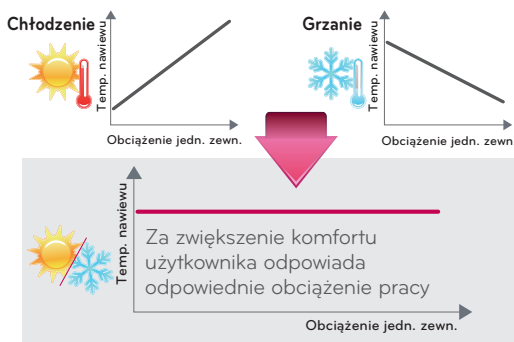 Chłodzenie
Temp. nawiewu
Obciążenie jedn. zewn.
Grzanie
Temp. nawiewu
Obciążenie jedn. zewn.
Temp. nawiewu
Za zwiększenie komfortu
użytkownika odpowiada
odpowiednie obciążenie pracy
Obciążenie jedn. zewn.